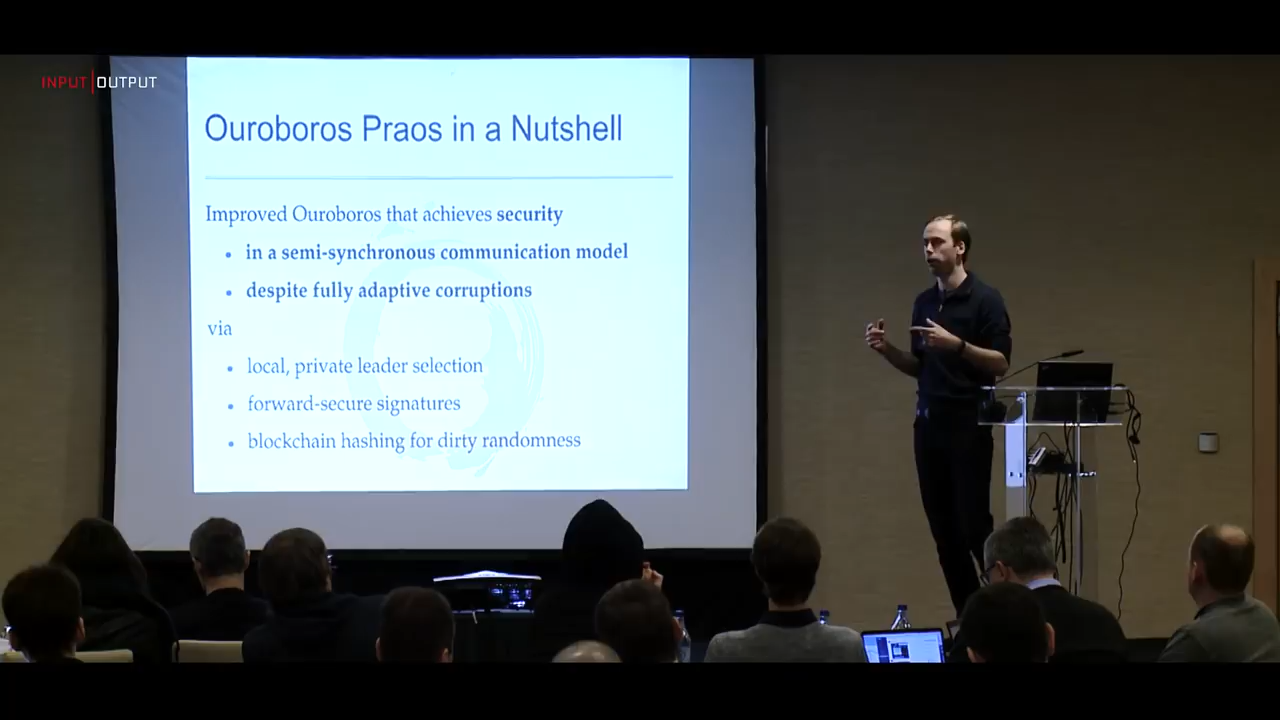 INPUT|OUTPUT
Ouroboros Praos in a Nutshell
Improved Ouroboros that achieves security
• in a semi-synchronous communication model
• despite fully adaptive corruptions
via
• local, private leader selection
• forward-secure signatures
• blockchain hashing for dirty randomness